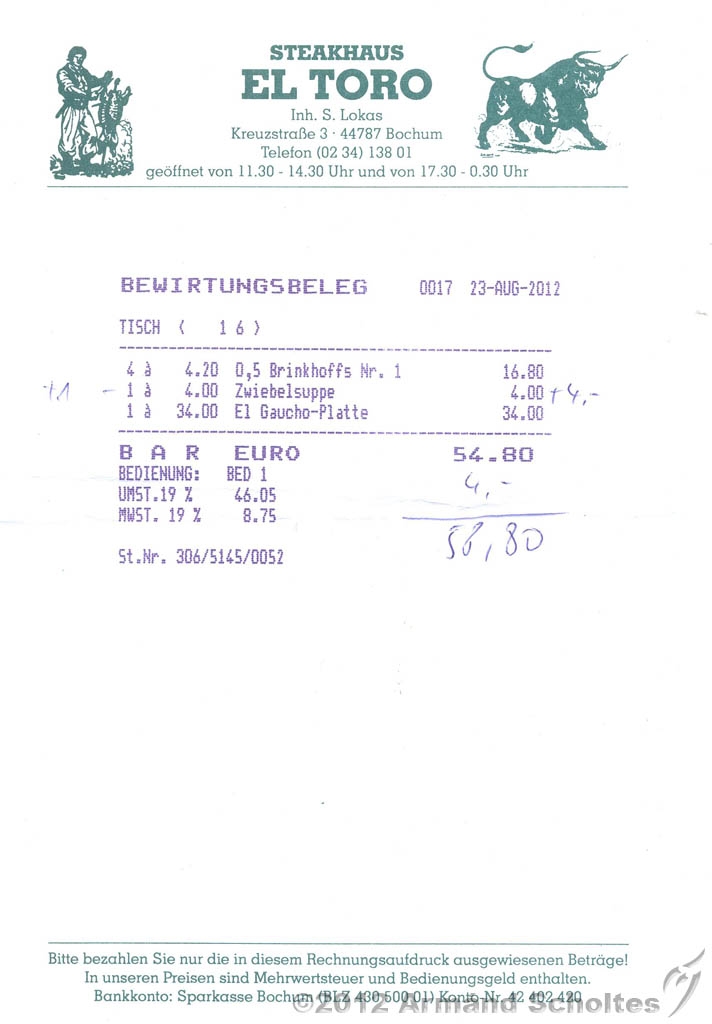 STEAKHAUS
EL TORO
Inh. S. Lokas
Kreuzstraße 3 · 44787 Bochum
Telefon (02 34) 138 01
geöffnet von 11.30 - 14.30 Uhr und von 17.30 - 0.30 Uhr
BEWIRTUNGSBELEG 0017 23-AUG-2012
TISCH ( 16)
4 à 4.20 0,5 Brinkhoffs Nr. 1 16.80
+1 - 1 à 4.00 Zwiebelsuppe 4.00 + 4,-
1 à 34.00 El Gaucho-Platte 34.00
BAR EURO 54.80
BEDIENUNG: BED 1 4,-
UMST.19 % 46.05
MWST. 19 % 8.75
58,80
St.Nr. 306/5145/0052
Bitte bezahlen Sie nur die in diesem Rechnungsaufdruck ausgewiesenen Beträge!
In unseren Preisen sind Mehrwertsteuer und Bedienungsgeld enthalten.
Bankkonto: Sparkasse Bochum (BLZ 430 500 01) Konto-Nr. 42 402 420
©2012 Armand Scholtes